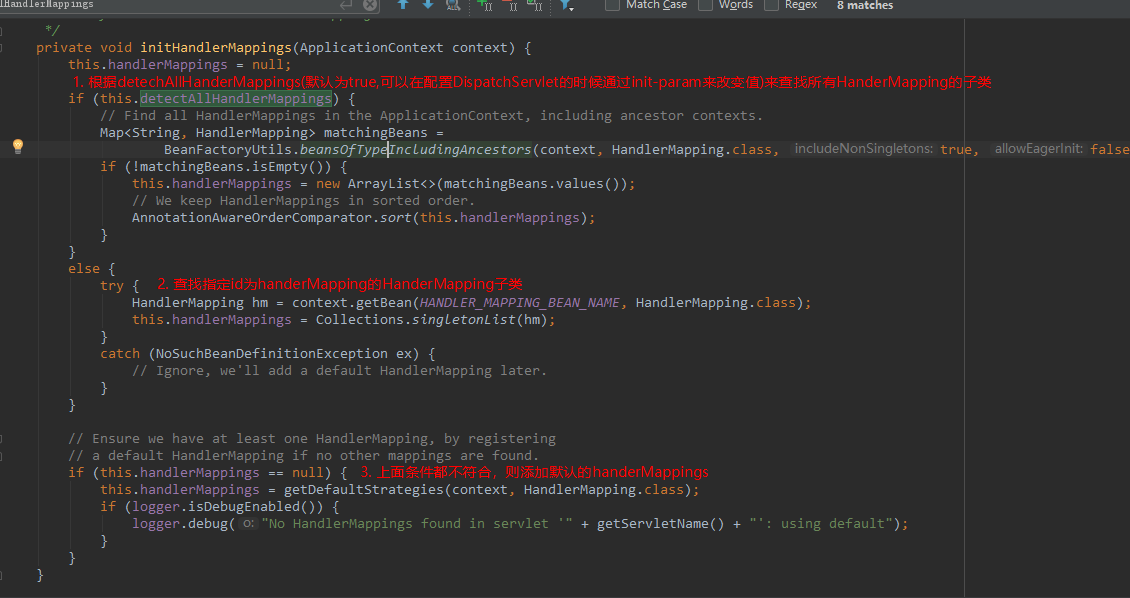 lHandlerMappings Match Case Words Regex 8 matches
*/
private void initHandlerMappings(ApplicationContext context) {
this.handlerMappings = null;
1. 根据detechAllHanderMappings(默认为true,可以在配置DispatchServlet的时候通过init-param来改变值)来查找所有HanderMapping的子类
if (this.detectAllHandlerMappings) {
// Find all HandlerMappings in the ApplicationContext, including ancestor contexts.
Map<String, HandlerMapping> matchingBeans =
BeanFactoryUtils.beansOfTypeIncludingAncestors(context, HandlerMapping.class, includeNonSingletons: true, allowEagerInit: false
if (!matchingBeans.isEmpty()) {
this.handlerMappings = new ArrayList<>(matchingBeans.values());
// We keep HandlerMappings in sorted order.
AnnotationAwareOrderComparator.sort(this.handlerMappings);
}
}
else {
try { 2. 查找指定id为handerMapping的HanderMapping子类
HandlerMapping hm = context.getBean(HANDLER_MAPPING_BEAN_NAME, HandlerMapping.class);
this.handlerMappings = Collections.singletonList(hm);
}
catch (NoSuchBeanDefinitionException ex) {
// Ignore, we'll add a default HandlerMapping later.
}
}
// Ensure we have at least one HandlerMapping, by registering
// a default HandlerMapping if no other mappings are found.
if (this.handlerMappings == null) { 3. 上面条件都不符合，则添加默认的handerMappings
this.handlerMappings = getDefaultStrategies(context, HandlerMapping.class);
if (logger.isDebugEnabled()) {
logger.debug( o: "No HandlerMappings found in servlet '" + getServletName() + "': using default");
}
}
}